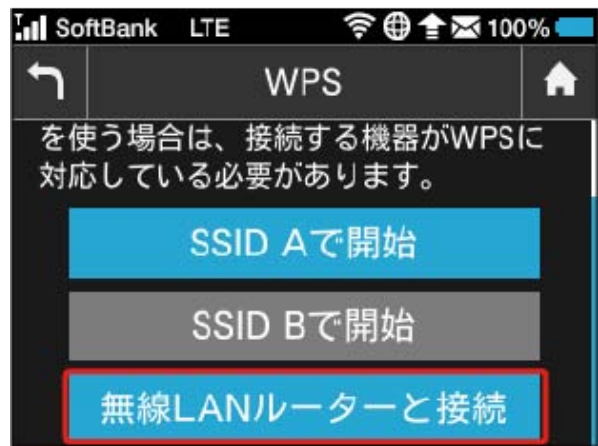 SoftBank LTE 100%
WPS
を使う場合は、接続する機器がWPSに
対応している必要があります。
SSID Aで開始
SSID Bで開始
無線LANルーターと接続